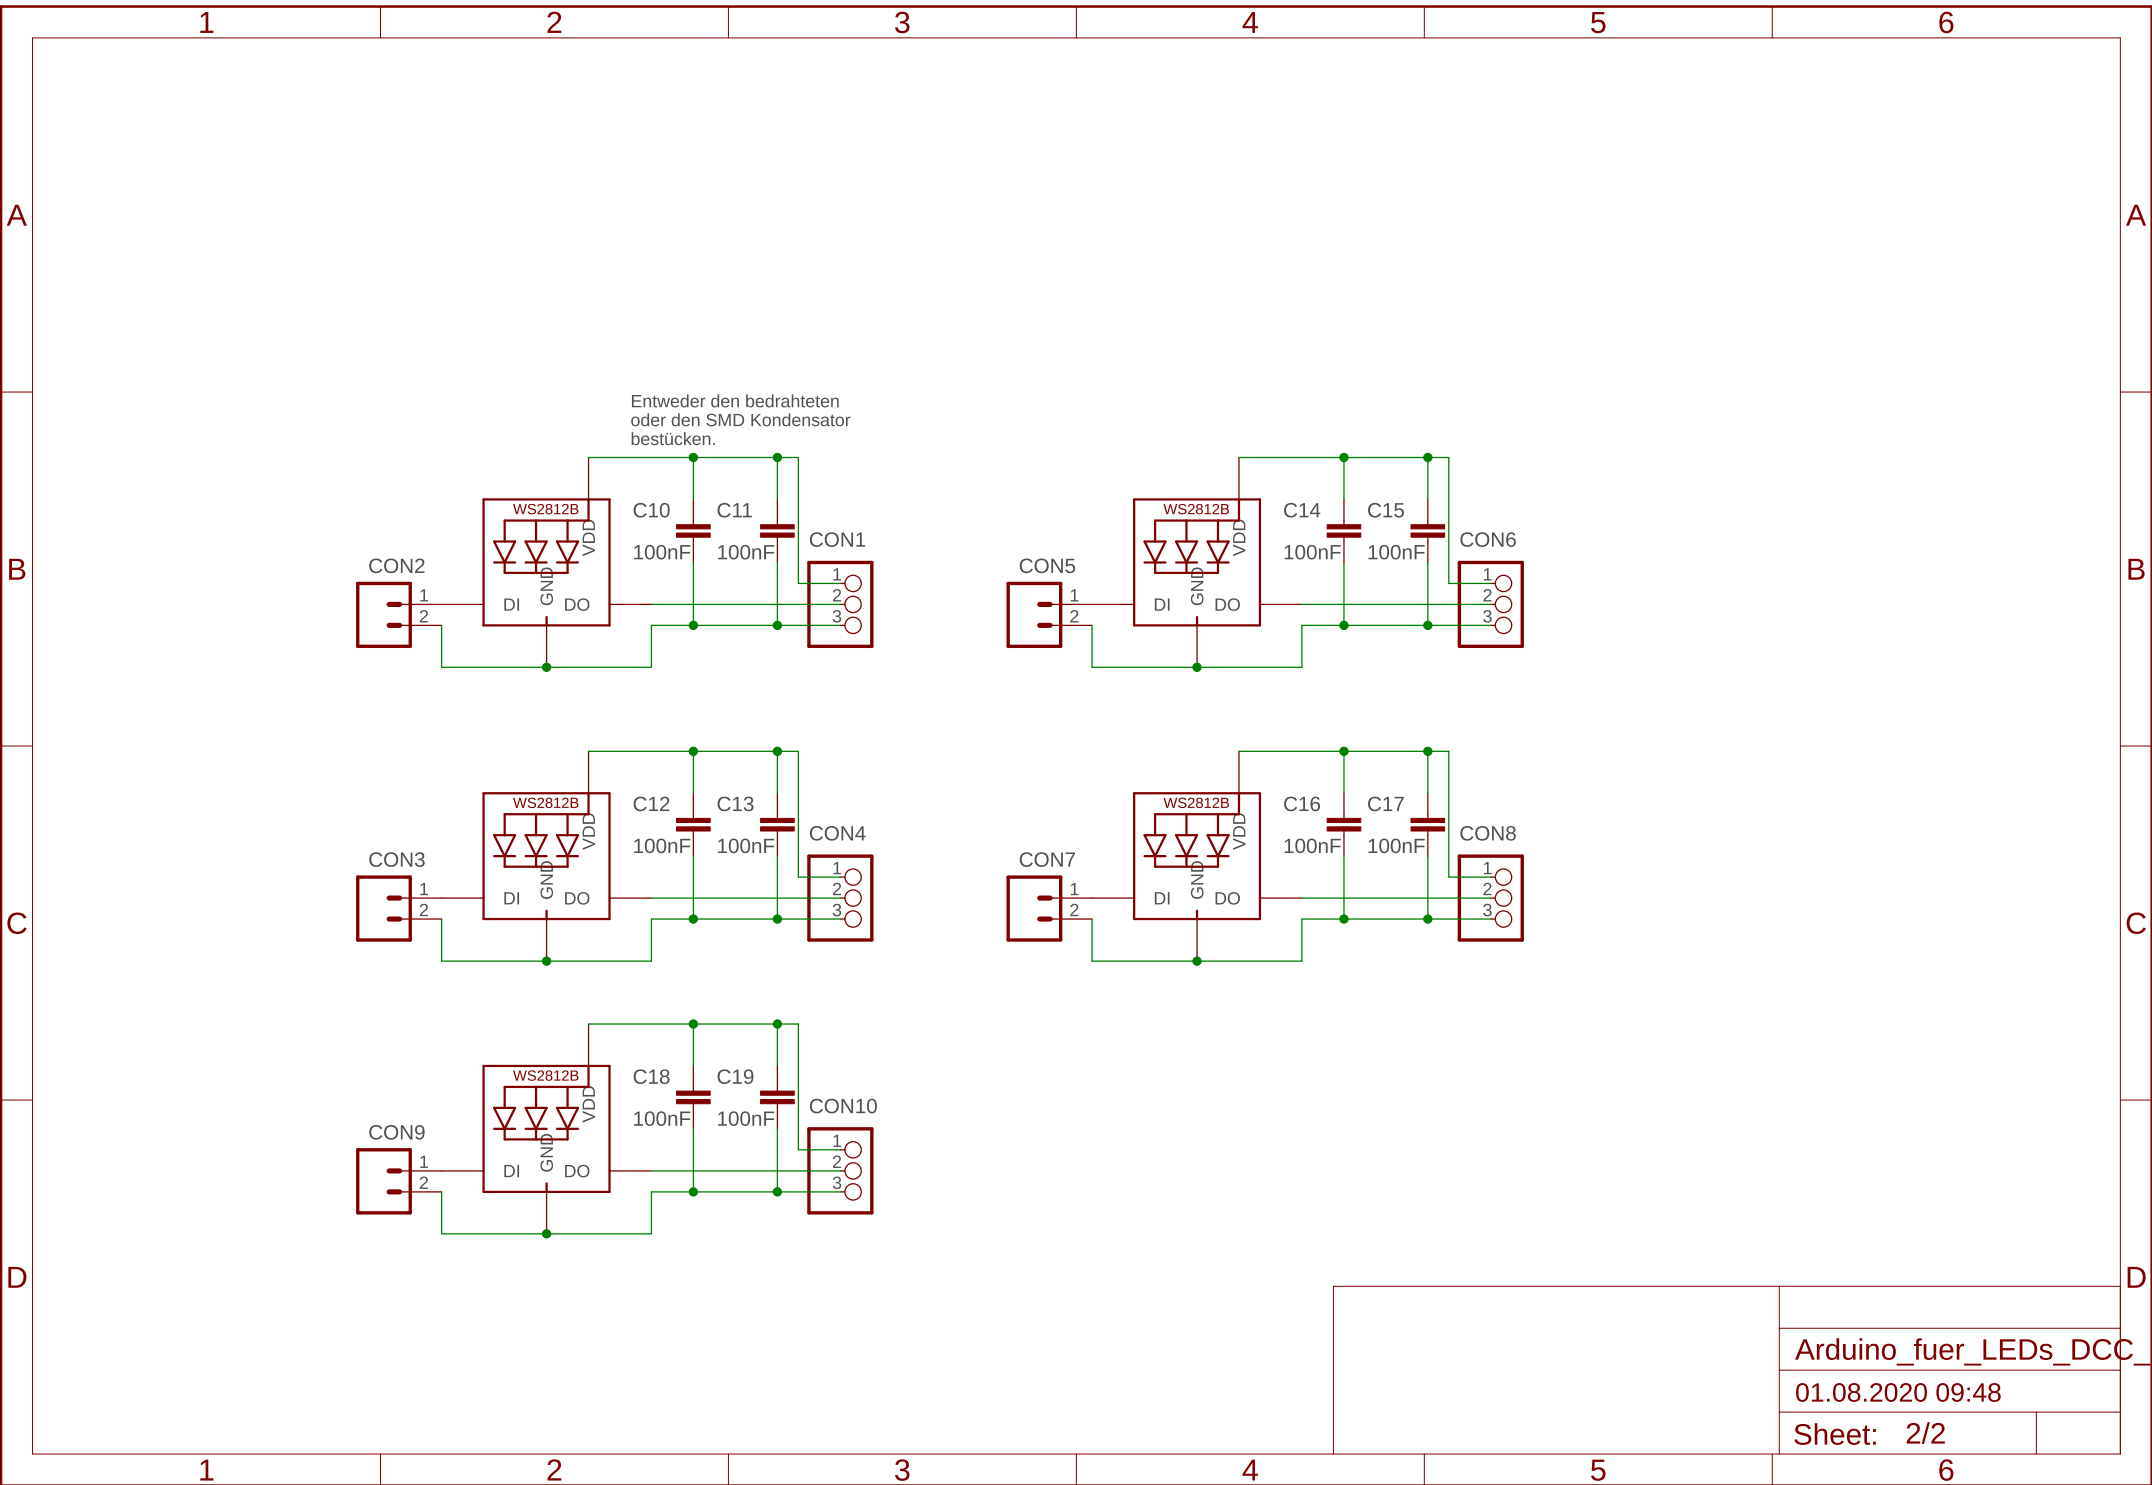 1 2 3 4 5 6
A A
Entweder den bedrahteten
oder den SMD Kondensator
bestücken.
WS2812B
VDD
GND
DI DO
C10 C11
100nF 100nF
CON2
1
2
CON1
1
2
3
WS2812B
VDD
GND
DI DO
C14 C15
100nF 100nF
CON5
1
2
CON6
1
2
3
B B
WS2812B
VDD
GND
DI DO
C12 C13
100nF 100nF
CON3
1
2
CON4
1
2
3
WS2812B
VDD
GND
DI DO
C16 C17
100nF 100nF
CON7
1
2
CON8
1
2
3
C C
WS2812B
VDD
GND
DI DO
C18 C19
100nF 100nF
CON9
1
2
CON10
1
2
3
D D
Arduino_fuer_LEDs_DCC_
01.08.2020 09:48
Sheet: 2/2
1 2 3 4 5 6